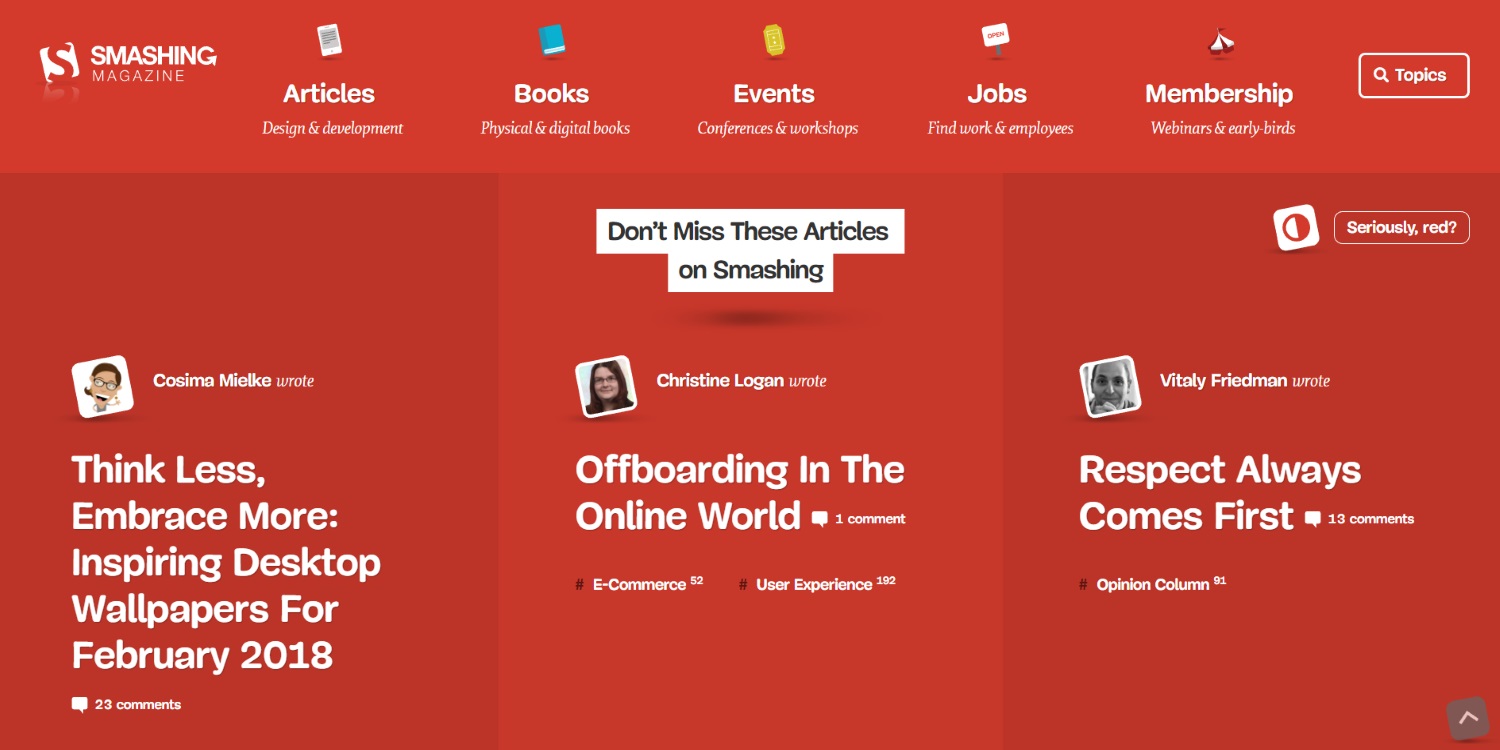 SMASHING
MAGAZINE
OPEN
Articles
Design & development
Books
Physical & digital books
Events
Conferences & workshops
Jobs
Find work & employees
Membership
Webinars & early-birds
Topics
Don’t Miss These Articles
on Smashing
Seriously, red?
Cosima Mielke wrote
Think Less,
Embrace More:
Inspiring Desktop
Wallpapers For
February 2018
23 comments
Christine Logan wrote
Offboarding In The
Online World 1 comment
# E-Commerce 52 # User Experience 192
Vitaly Friedman wrote
Respect Always
Comes First 13 comments
# Opinion Column 91